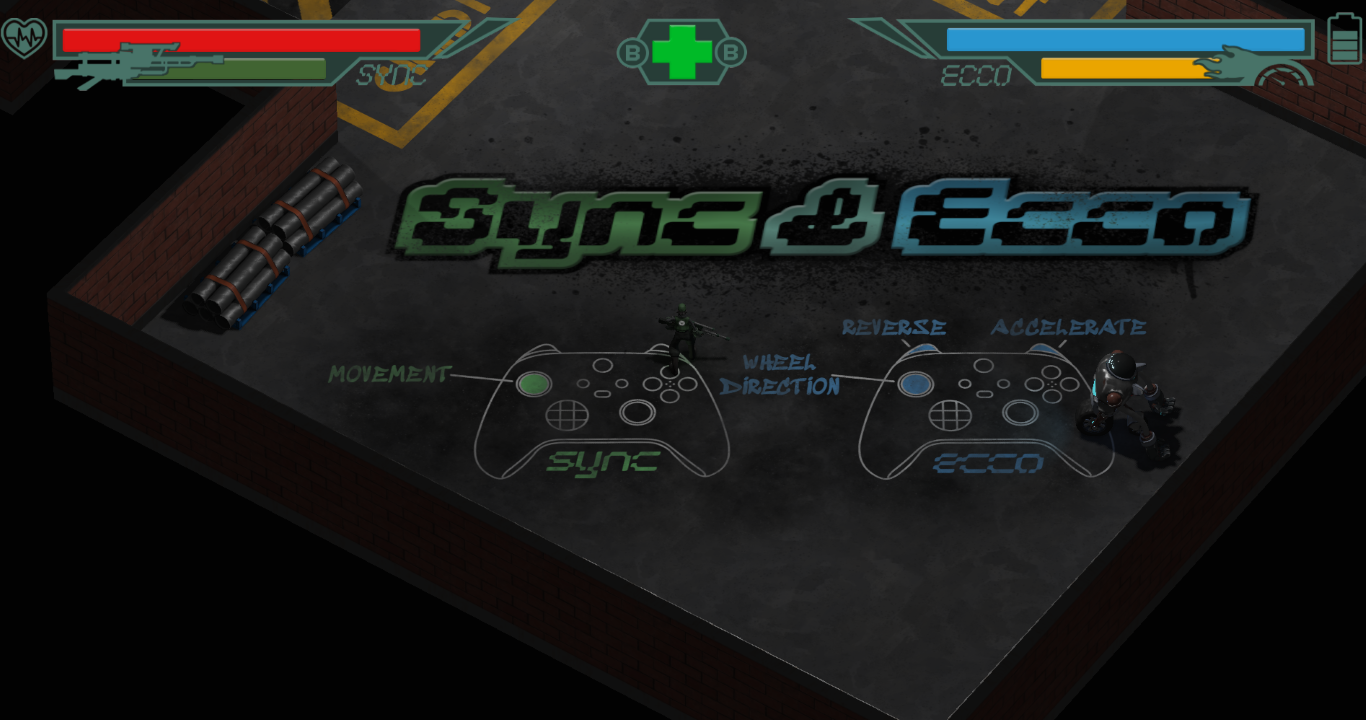 SYNC
B
B
ECCO
Sync & Ecco
REVERSE
ACCELERATE
MOVEMENT
WHEEL
DIRECTION
SYNC
ECCO